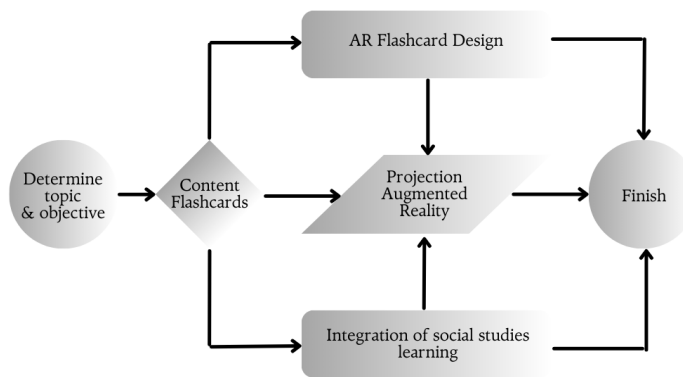 AR Flashcard Design
Determine
topic
& objective
Content
Flashcards
Projection
Augmented
Reality
Finish
Integration of social studies
learning